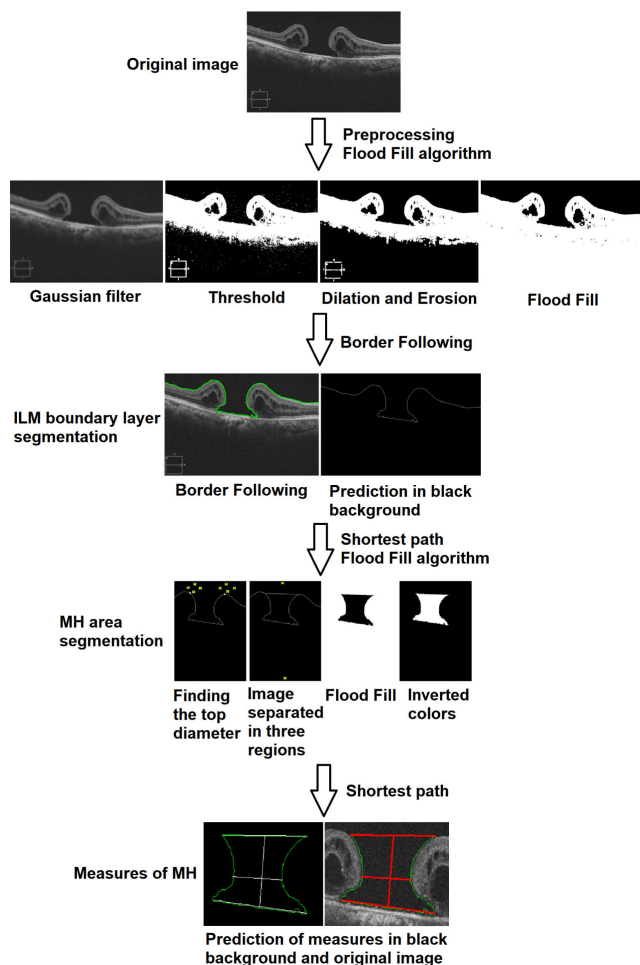 Original image
Preprocessing
Flood Fill algorithm
Gaussian filter
Threshold
Dilation and Erosion
Flood Fill
Border Following
ILM boundary layer
segmentation
Border Following
Prediction in black
background
Shortest path
Flood Fill algorithm
MH area
segmentation
Finding
the top
diameter
Image
separated
in three
regions
Flood Fill
Inverted
colors
Shortest path
Measures of MH
Prediction of measures in black
background and original image